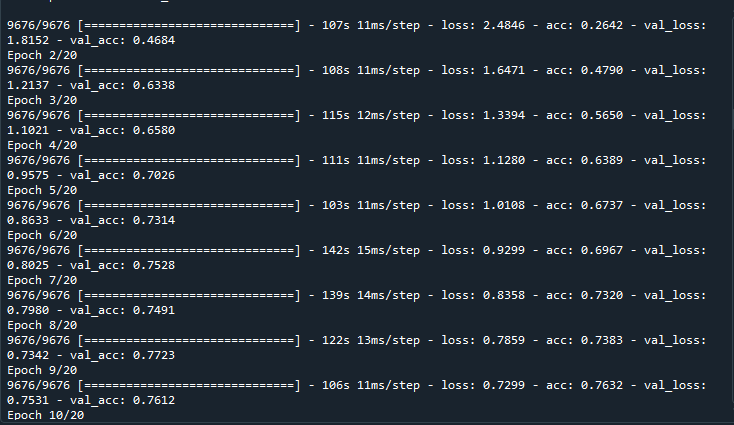 9676/9676 [==============================] - 107s 11ms/step - loss: 2.4846 - acc: 0.2642 - val_loss:
1.8152 - val_acc: 0.4684
Epoch 2/20
9676/9676 [==============================] - 108s 11ms/step - loss: 1.6471 - acc: 0.4790 - val_loss:
1.2137 - val_acc: 0.6338
Epoch 3/20
9676/9676 [==============================] - 115s 12ms/step - loss: 1.3394 - acc: 0.5650 - val_loss:
1.1021 - val_acc: 0.6580
Epoch 4/20
9676/9676 [==============================] - 111s 11ms/step - loss: 1.1280 - acc: 0.6389 - val_loss:
0.9575 - val_acc: 0.7026
Epoch 5/20
9676/9676 [==============================] - 103s 11ms/step - loss: 1.0108 - acc: 0.6737 - val_loss:
0.8633 - val_acc: 0.7314
Epoch 6/20
9676/9676 [==============================] - 142s 15ms/step - loss: 0.9299 - acc: 0.6967 - val_loss:
0.8025 - val_acc: 0.7528
Epoch 7/20
9676/9676 [==============================] - 139s 14ms/step - loss: 0.8358 - acc: 0.7320 - val_loss:
0.7980 - val_acc: 0.7491
Epoch 8/20
9676/9676 [==============================] - 122s 13ms/step - loss: 0.7859 - acc: 0.7383 - val_loss:
0.7342 - val_acc: 0.7723
Epoch 9/20
9676/9676 [==============================] - 106s 11ms/step - loss: 0.7299 - acc: 0.7632 - val_loss:
0.7531 - val_acc: 0.7612
Epoch 10/20